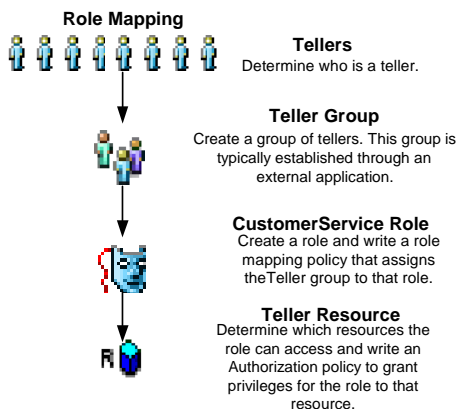 Role Mapping
Tellers
Determine who is a teller.
Teller Group
Create a group of tellers. This group is
typically established through an
external application.
CustomerService Role
Create a role and write a role
mapping policy that assigns
theTeller group to that role.
Teller Resource
Determine which resources the
role can access and write an
Authorization policy to grant
privileges for the role to that
resource.
R